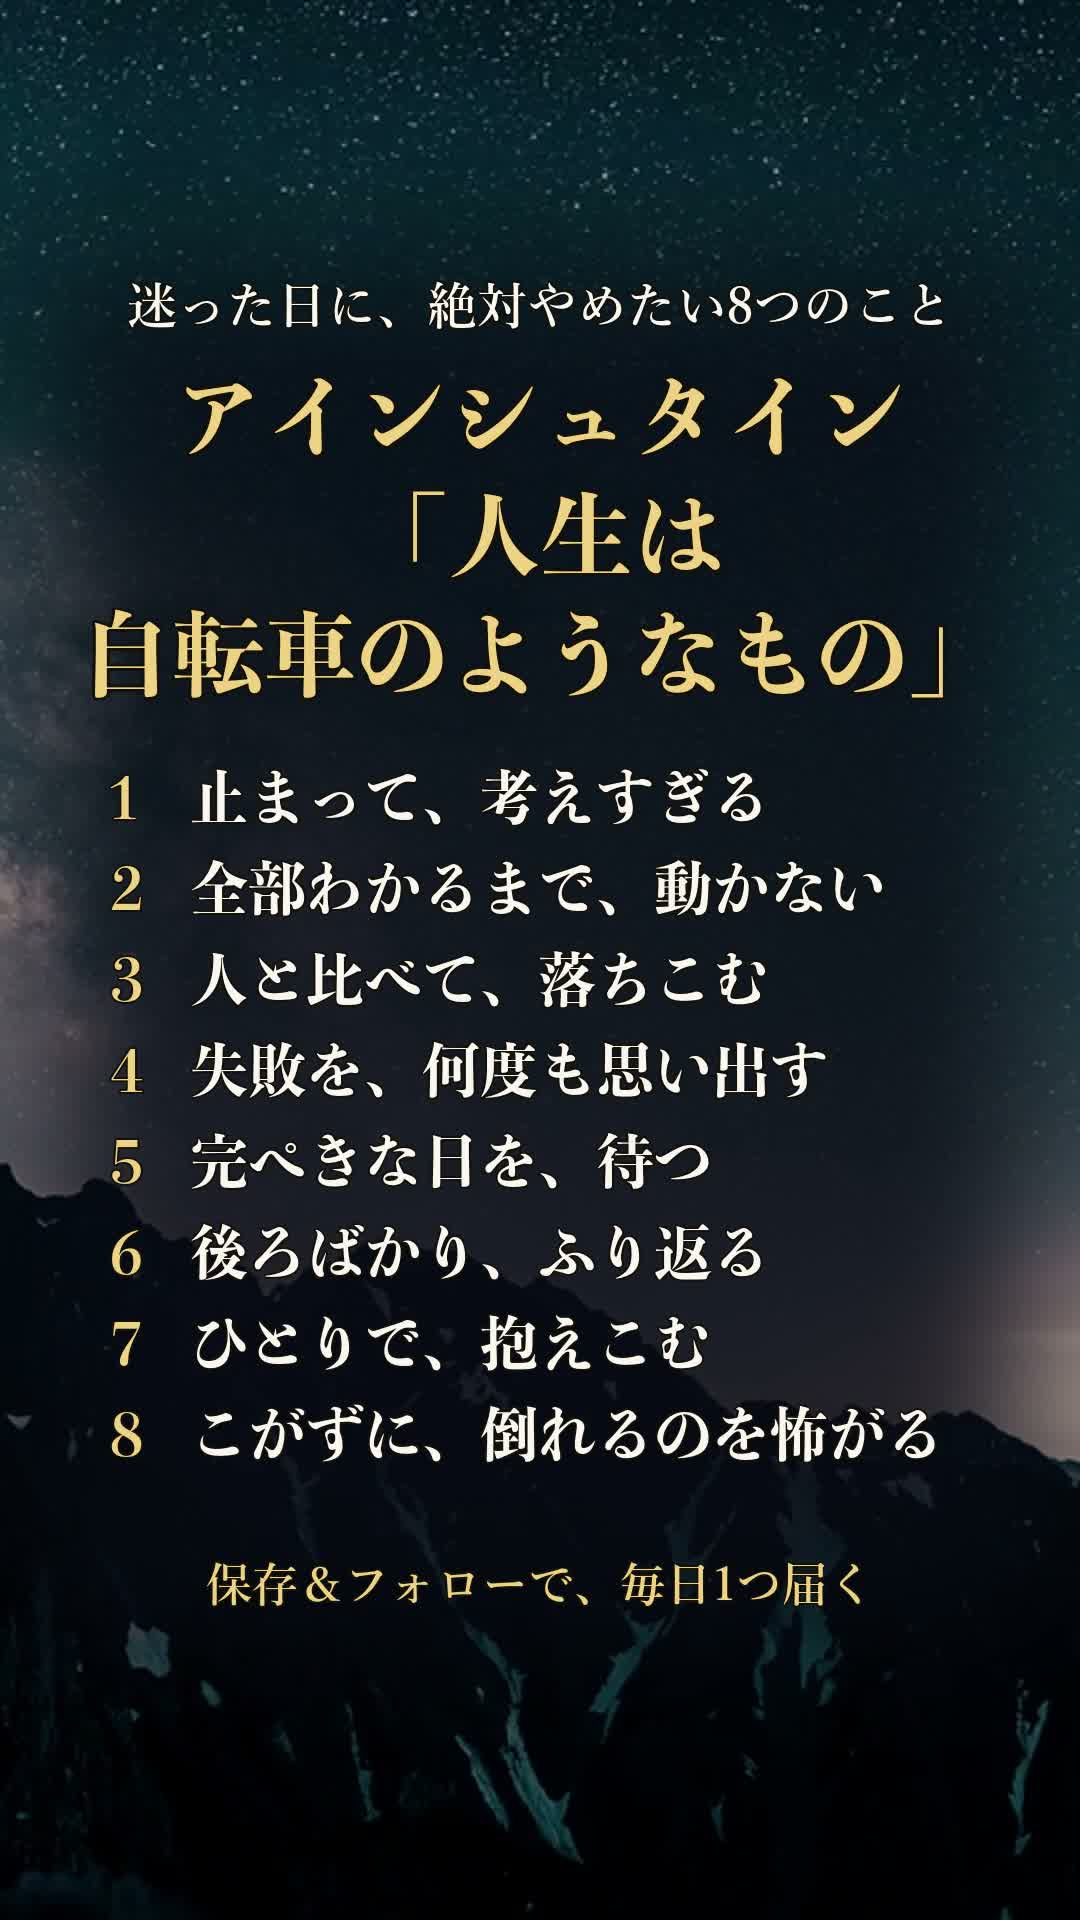 迷った日に、絶対やめたい8つのこと
アインシュタイン
「人生は
自転車のようなもの」
1 止まって、考えすぎる
2 全部わかるまで、動かない
3 人と比べて、落ちこむ
4 失敗を、何度も思い出す
5 完ぺきな日を、待つ
6 後ろばかり、ふり返る
7 ひとりで、抱えこむ
8 こがずに、倒れるのを怖がる
保存&フォローで、毎日1つ届く